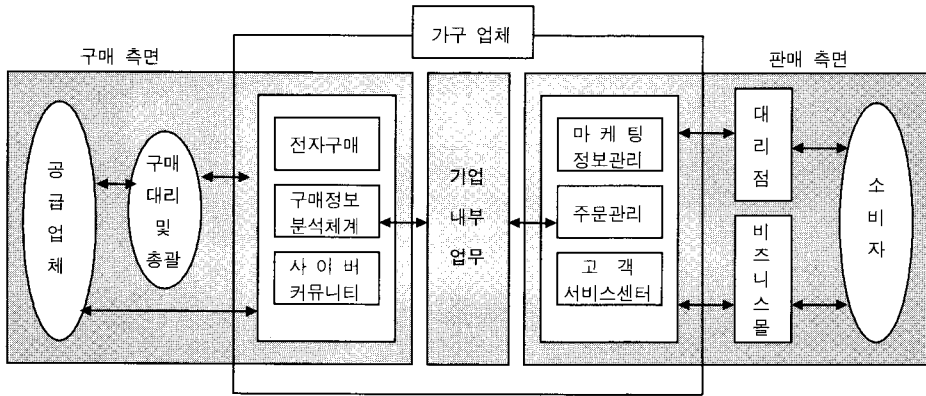 가구 업체
구매 측면
판매 측면
공급업체
구매
대리
및
총괄
전자구매
구매정보
분석체계
사 이 버
커뮤니티
기업
내부
업무
마 케 팅
정보관리
주문관리
고 객
서비스센터
대리점
비즈니스몰
소비자